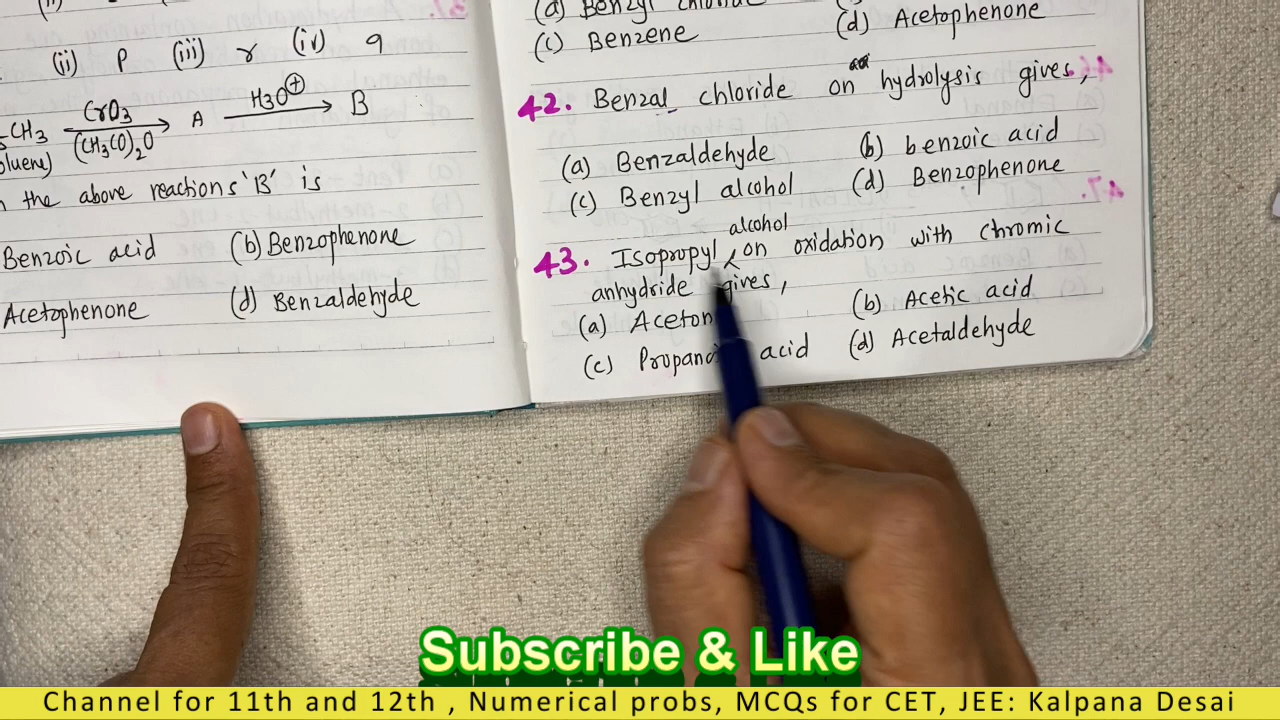 (ii) p (iii) r (iv) q
CH3 CrO3 A H3O⊕ B
(CH3CO)2O
the above reactions 'B' is
Benzoic acid (b) Benzophenone
Acetophenone (d) Benzaldehyde
(c) Benzene (d) Acetophenone
42. Benzal chloride on hydrolysis gives,
(a) Benzaldehyde (b) benzoic acid
(c) Benzyl alcohol (d) Benzophenone
43. Isopropyl alcohol on oxidation with chromic
anhydride gives,
(a) (b) Acetic acid
(c) acid (d) Acetaldehyde
Subscribe & Like
Channel for 11th and 12th , Numerical probs, MCQs for CET, JEE: Kalpana Desai